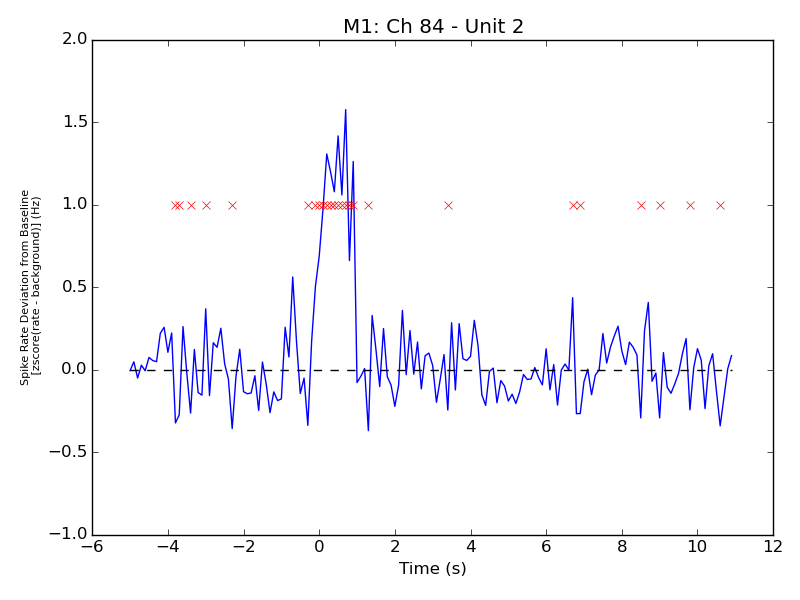 M1: Ch 84 - Unit 2
2.0
1.5
1.0
0.5
0.0
−0.5
−1.0
Spike Rate Deviation from Baseline
[zscore(rate - background)] (Hz)
−6 −4 −2 0 2 4 6 8 10 12
Time (s)